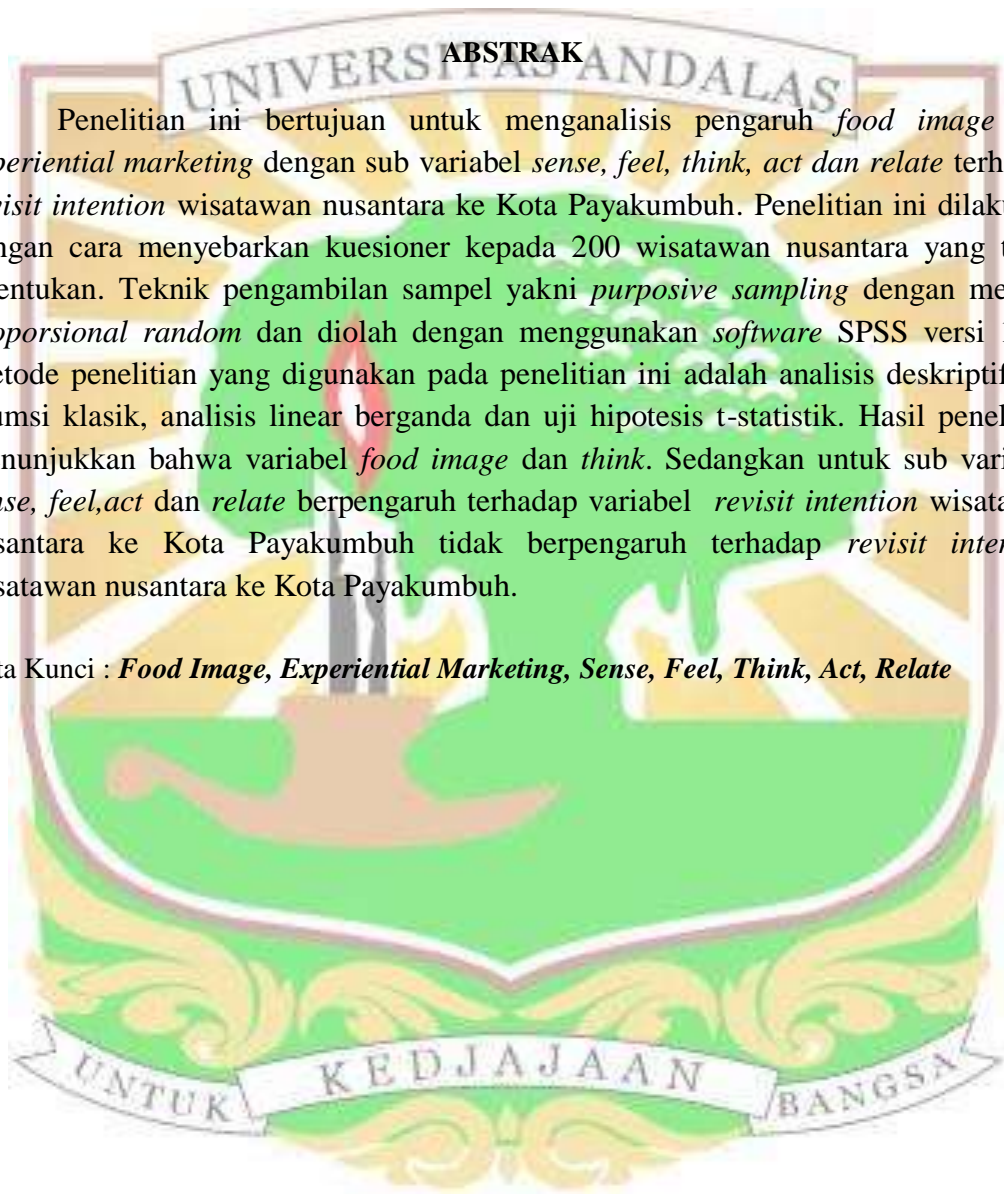 ABSTRAK
UNIVERSITAS ANDALAS
Penelitian ini bertujuan untuk menganalisis pengaruh food image
periential marketing dengan sub variabel sense, feel, think, act dan relate terh
visit intention wisatawan nusantara ke Kota Payakumbuh. Penelitian ini dilaku
ngan cara menyebarkan kuesioner kepada 200 wisatawan nusantara yang t
entukan. Teknik pengambilan sampel yakni purposive sampling dengan me
oporsional random dan diolah dengan menggunakan software SPSS versi
etode penelitian yang digunakan pada penelitian ini adalah analisis deskriptif
umsi klasik, analisis linear berganda dan uji hipotesis t-statistik. Hasil penel
nunjukkan bahwa variabel food image dan think. Sedangkan untuk sub vari
nse, feel,act dan relate berpengaruh terhadap variabel revisit intention wisata
santara ke Kota Payakumbuh tidak berpengaruh terhadap revisit inten
satawan nusantara ke Kota Payakumbuh.
ta Kunci : Food Image, Experiential Marketing, Sense, Feel, Think, Act, Relate
UNTUK KEDJAJAAN BANGSA